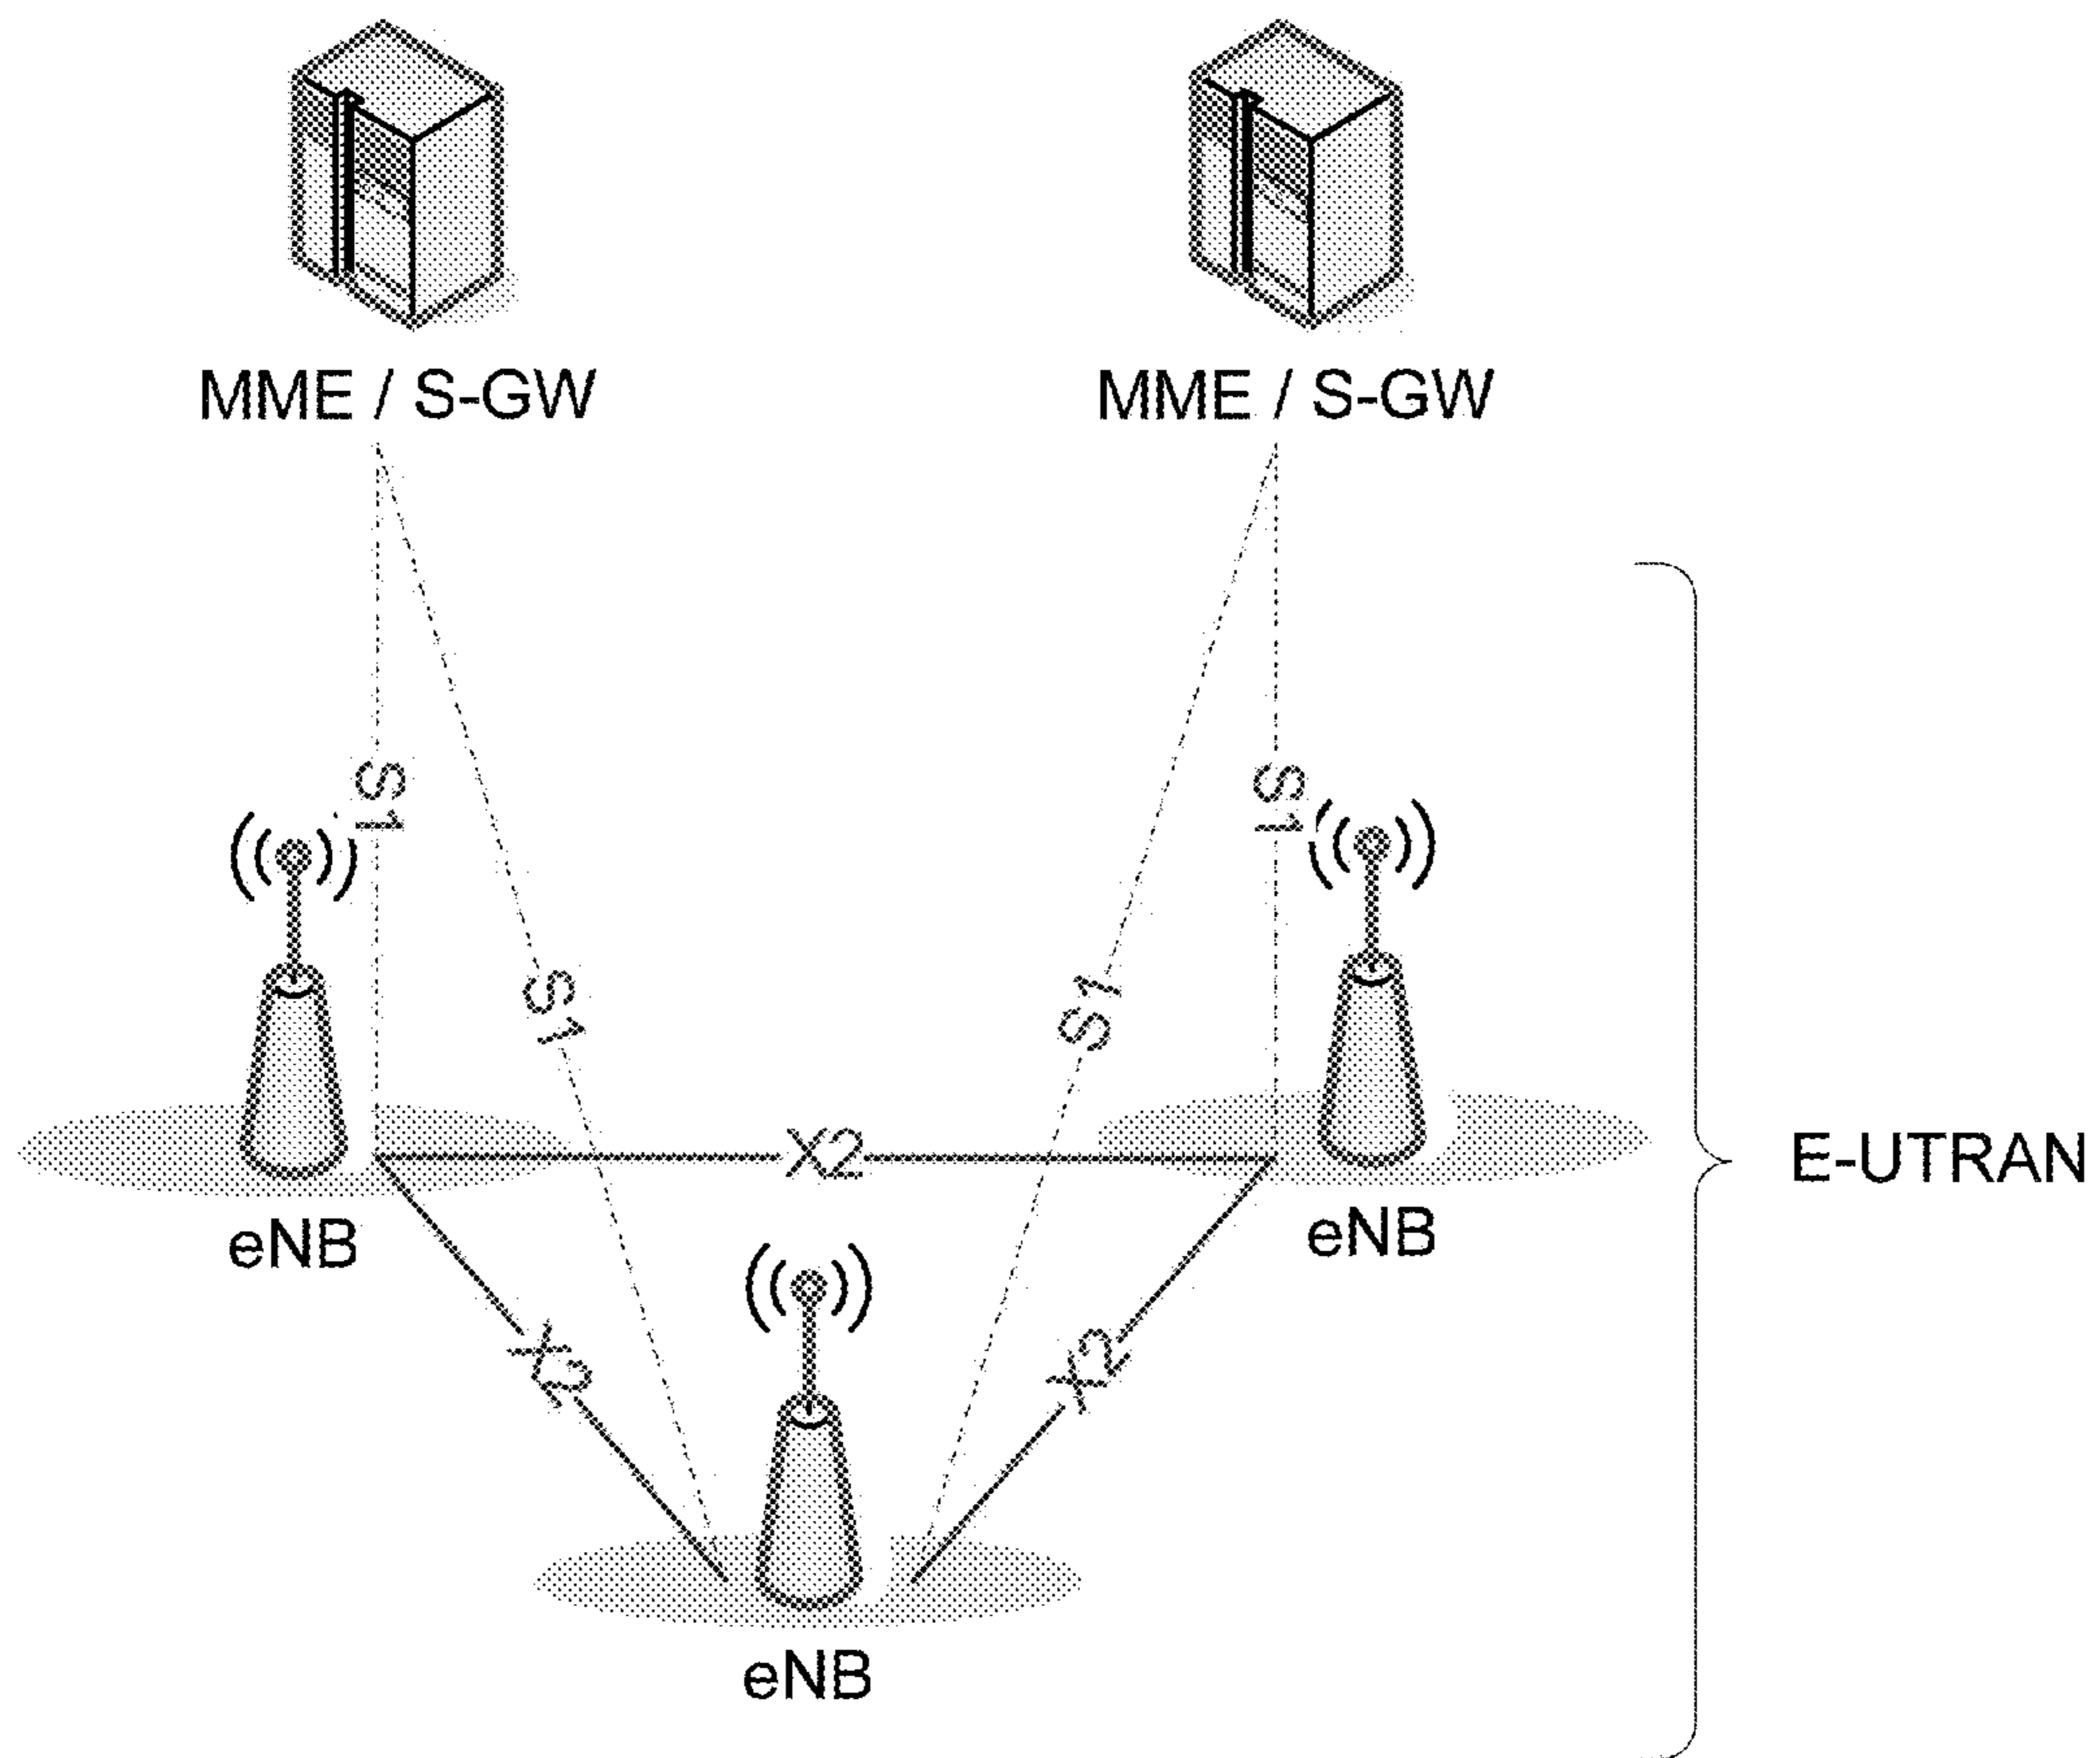 MME / S-GW
MME / S-GW
S1
S1
S1
S1
X2
E-UTRAN
eNB
eNB
X2
X2
eNB